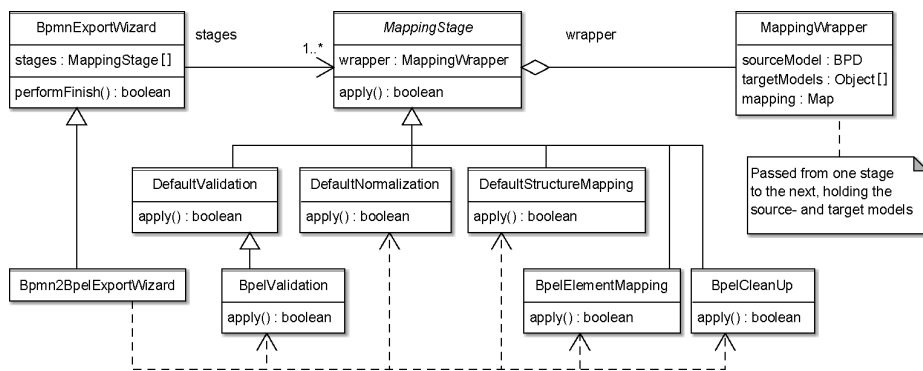 BpmnExportWizard
stages : MappingStage[]
performFinish() : boolean
stages
1..*
MappingStage
wrapper : MappingWrapper
apply() : boolean
wrapper
MappingWrapper
sourceModel : BPD
targetModels : Object[]
mapping : Map
Passed from one stage
to the next, holding the
source- and target models
DefaultValidation
apply() : boolean
DefaultNormalization
apply() : boolean
DefaultStructureMapping
apply() : boolean
Bpmn2BpelExportWizard
BpelValidation
apply() : boolean
BpelElementMapping
apply() : boolean
BpelCleanUp
apply() : boolean